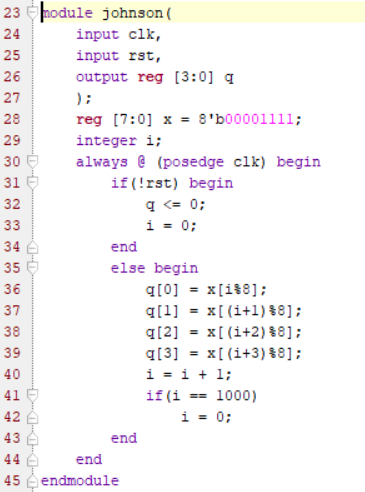 23 module johnson(
24     input clk,
25     input rst,
26     output reg [3:0] q
27     );
28     reg [7:0] x = 8'b00001111;
29     integer i;
30     always @ (posedge clk) begin
31         if(!rst) begin
32             q <= 0;
33             i = 0;
34         end
35         else begin
36             q[0] = x[i%8];
37             q[1] = x[(i+1)%8];
38             q[2] = x[(i+2)%8];
39             q[3] = x[(i+3)%8];
40             i = i + 1;
41             if(i == 1000)
42                 i = 0;
43         end
44     end
45 endmodule